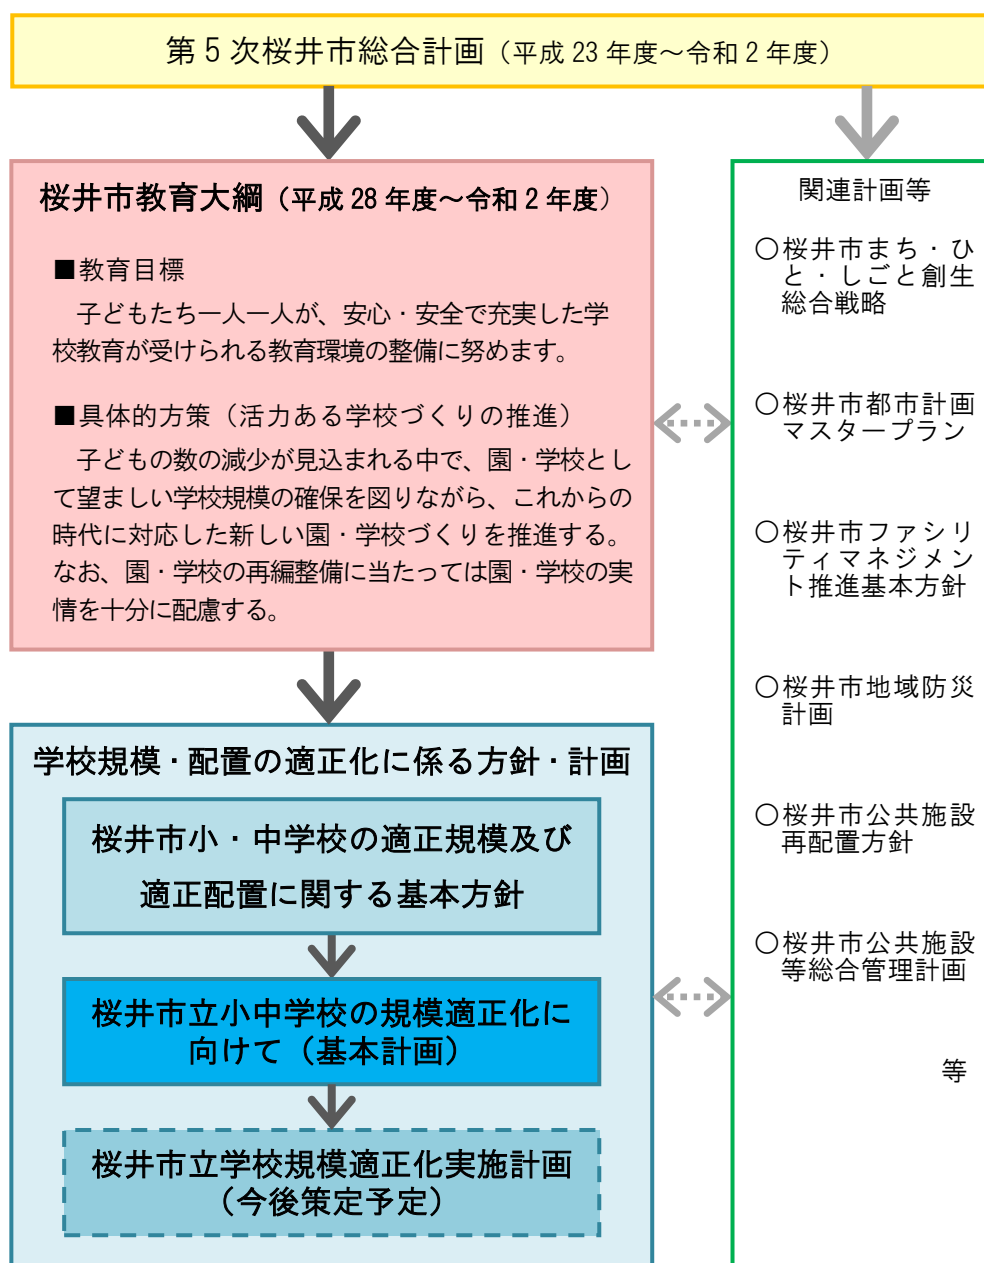 第5次桜井市総合計画（平成23年度～令和2年度）
桜井市教育大綱（平成28年度～令和2年度）
■教育目標
子どもたち一人一人が、安心・安全で充実した学
校教育が受けられる教育環境の整備に努めます。
■具体的方策（活力ある学校づくりの推進）
子どもの数の減少が見込まれる中で、園・学校とし
て望ましい学校規模の確保を図りながら、これからの
時代に対応した新しい園・学校づくりを推進する。
なお、園・学校の再編整備に当たっては園・学校の実
情を十分に配慮する。
学校規模・配置の適正化に係る方針・計画
桜井市小・中学校の適正規模及び
適正配置に関する基本方針
桜井市立小中学校の規模適正化に
向けて（基本計画）
桜井市立学校規模適正化実施計画
（今後策定予定）
関連計画等
〇桜井市まち・ひ
と・しごと創生
総合戦略
〇桜井市都市計画
マスタープラン
〇桜井市ファシリ
ティマネジメン
ト推進基本方針
〇桜井市地域防災
計画
〇桜井市公共施設
再配置方針
〇桜井市公共施設
等総合管理計画
等